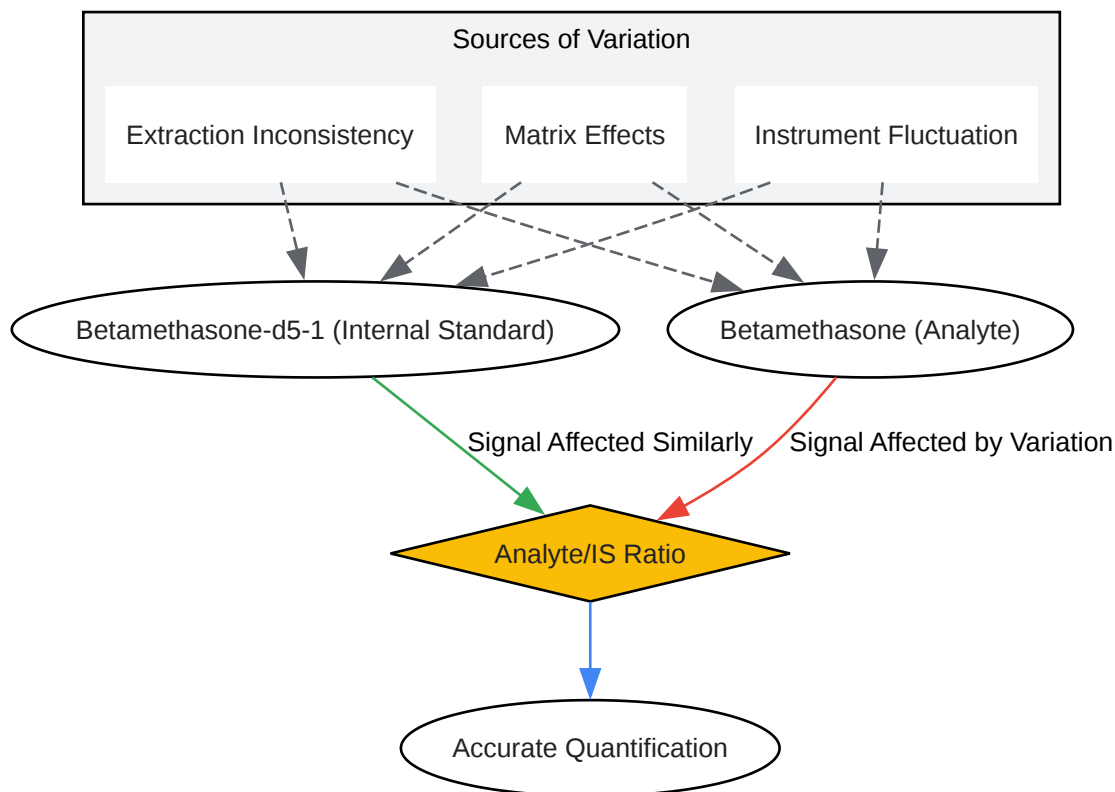 Sources of Variation
Extraction Inconsistency
Matrix Effects
Instrument Fluctuation
Betamethasone-d5-1 (Internal Standard)
Betamethasone (Analyte)
Signal Affected Similarly
Signal Affected by Variation
Analyte/IS Ratio
Accurate Quantification